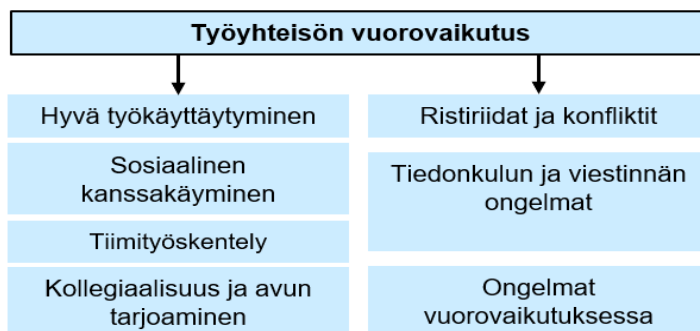 Työyhteisön vuorovaikutus
Hyvä työkäyttäytyminen
Sosiaalinen
kanssakäyminen
Tiimityöskentely
Kollegiaalisuus ja avun
tarjoaminen
Ristiriidat ja konfliktit
Tiedonkulun ja viestinnän
ongelmat
Ongelmat
vuorovaikutuksessa